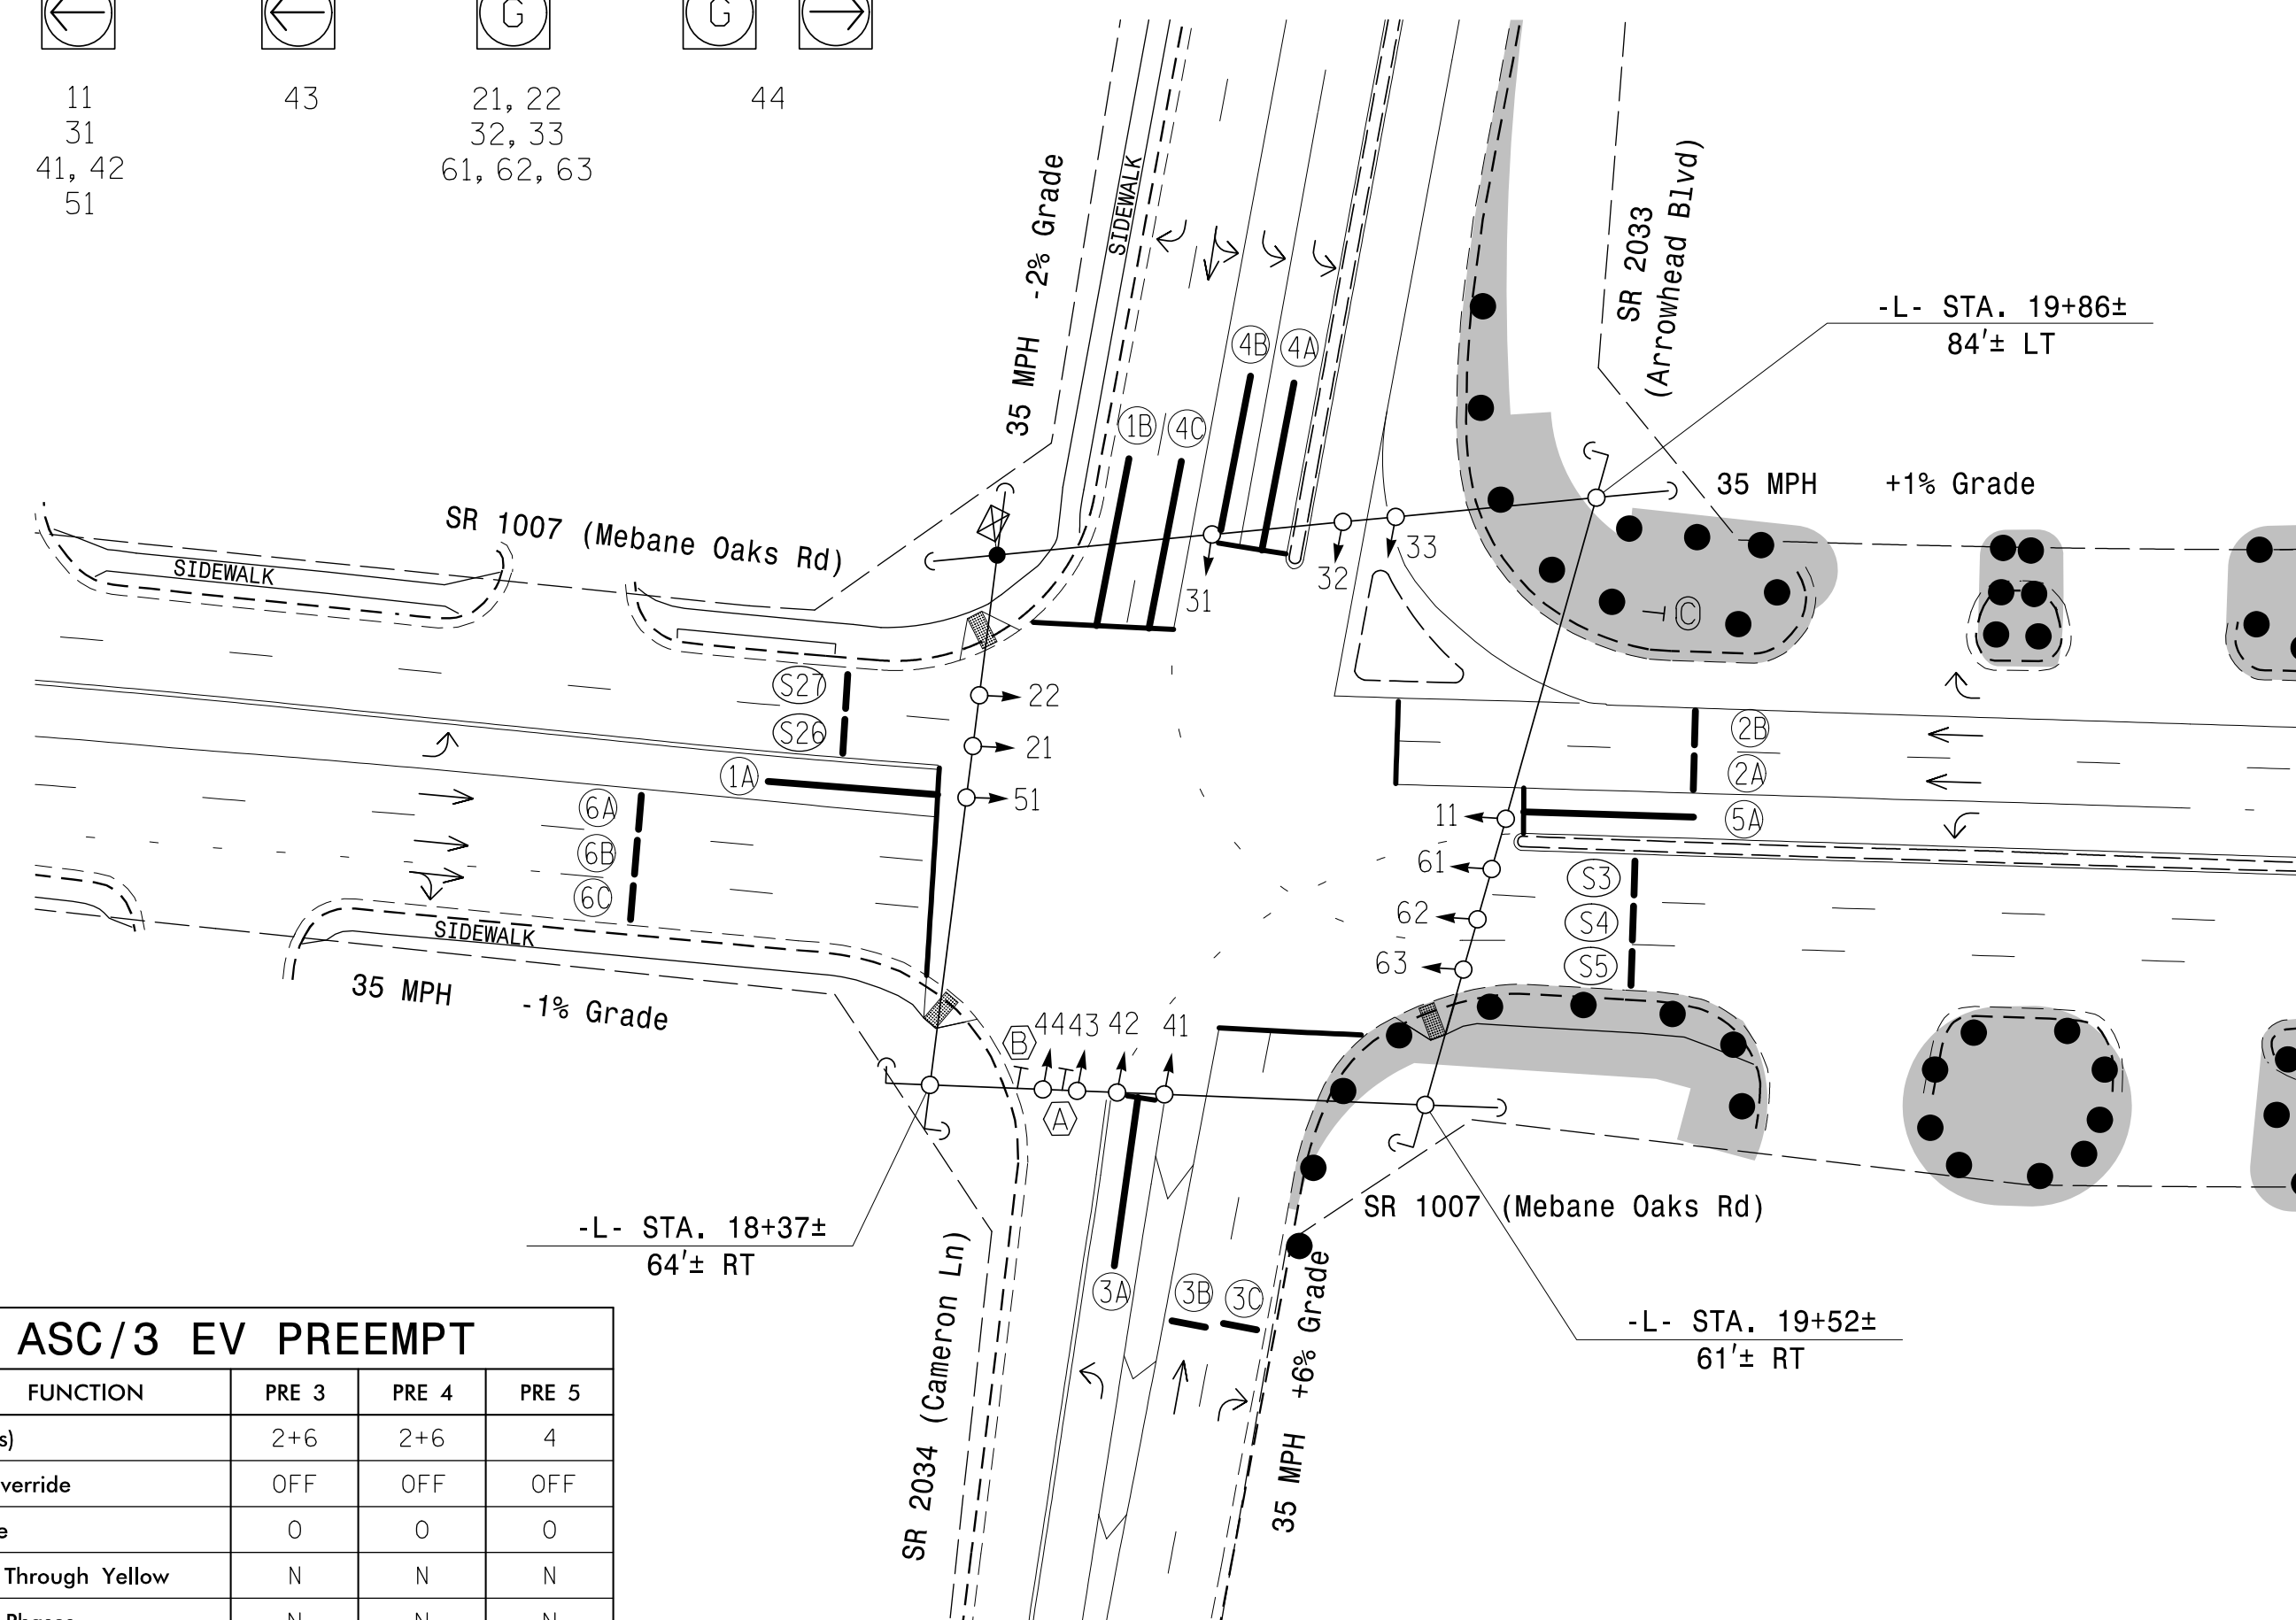 G
G
11
31
41, 42
51
43
21, 22
32, 33
61, 62, 63
44
35 MPH -2% Grade
SIDEWALK
SR 2033
(Arrowhead Blvd)
-L- STA. 19+86±
84'± LT
4B
4A
1B
4C
35 MPH +1% Grade
SR 1007 (Mebane Oaks Rd)
SIDEWALK
31
32
33
C
S27
S26
22
21
51
1A
6A
6B
6C
2B
2A
5A
11
61
62
63
S3
S4
S5
SIDEWALK
35 MPH -1% Grade
B
44
43
42
41
A
SR 1007 (Mebane Oaks Rd)
-L- STA. 18+37±
64'± RT
3A
3B
3C
-L- STA. 19+52±
61'± RT
SR 2034 (Cameron Ln)
35 MPH +6% Grade
ASC/3 EV PREEMPT
FUNCTION PRE 3 PRE 4 PRE 5
s) 2+6 2+6 4
verride OFF OFF OFF
e 0 0 0
Through Yellow N N N
Phases N N N